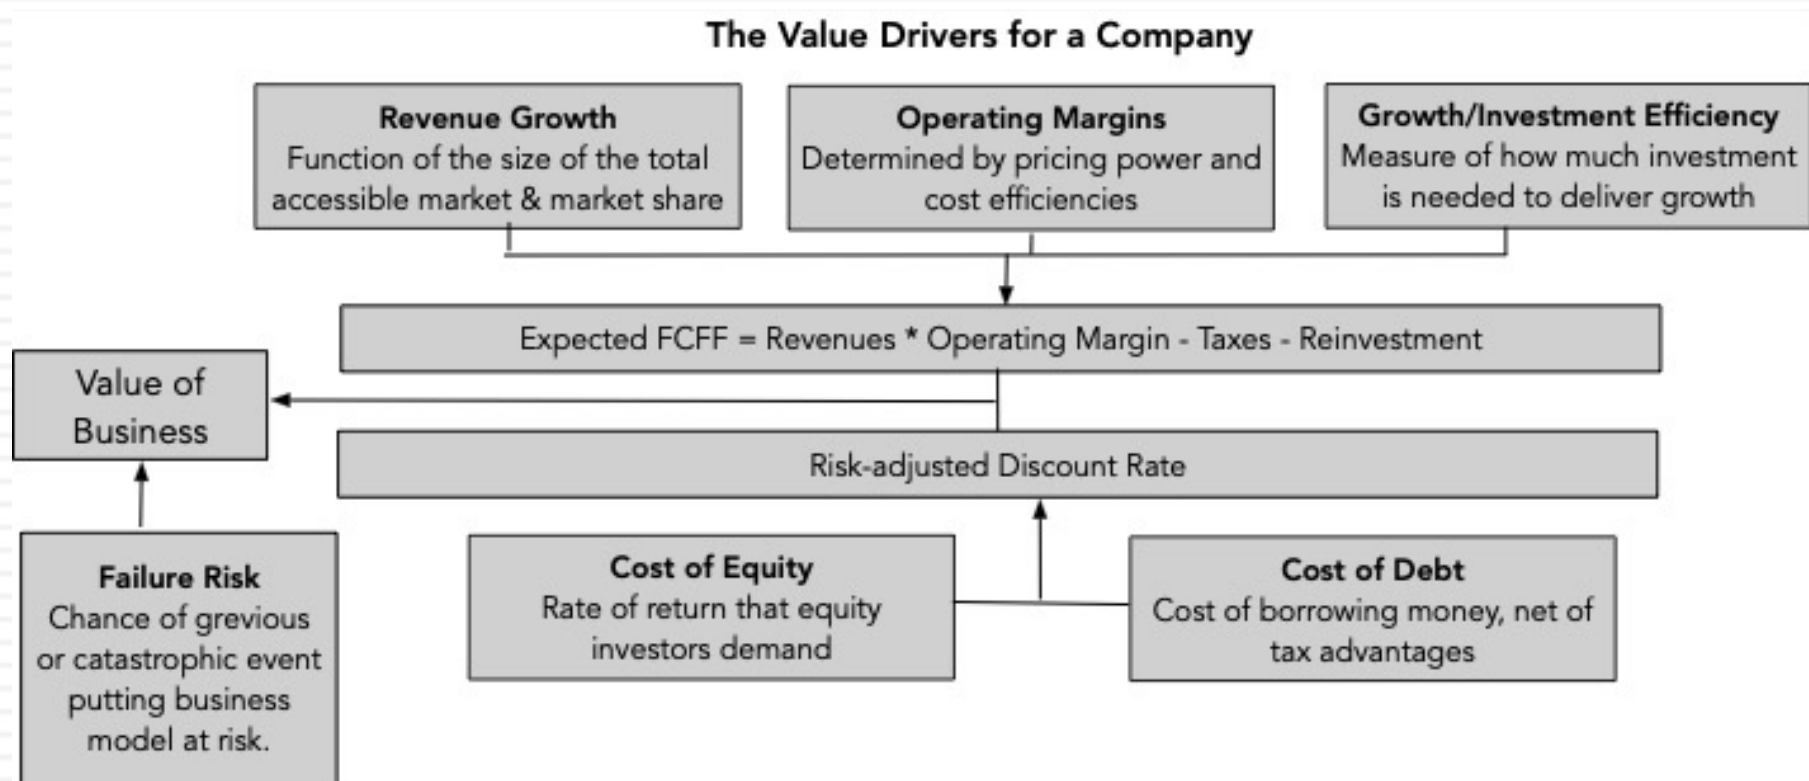 The Value Drivers for a Company
Revenue Growth
Function of the size of the total
accessible market & market share
Operating Margins
Determined by pricing power and
cost efficiencies
Growth/Investment Efficiency
Measure of how much investment
is needed to deliver growth
Expected FCFF = Revenues * Operating Margin - Taxes - Reinvestment
Value of
Business
Risk-adjusted Discount Rate
Failure Risk
Chance of grevious
or catastrophic event
putting business
model at risk.
Cost of Equity
Rate of return that equity
investors demand
Cost of Debt
Cost of borrowing money, net of
tax advantages